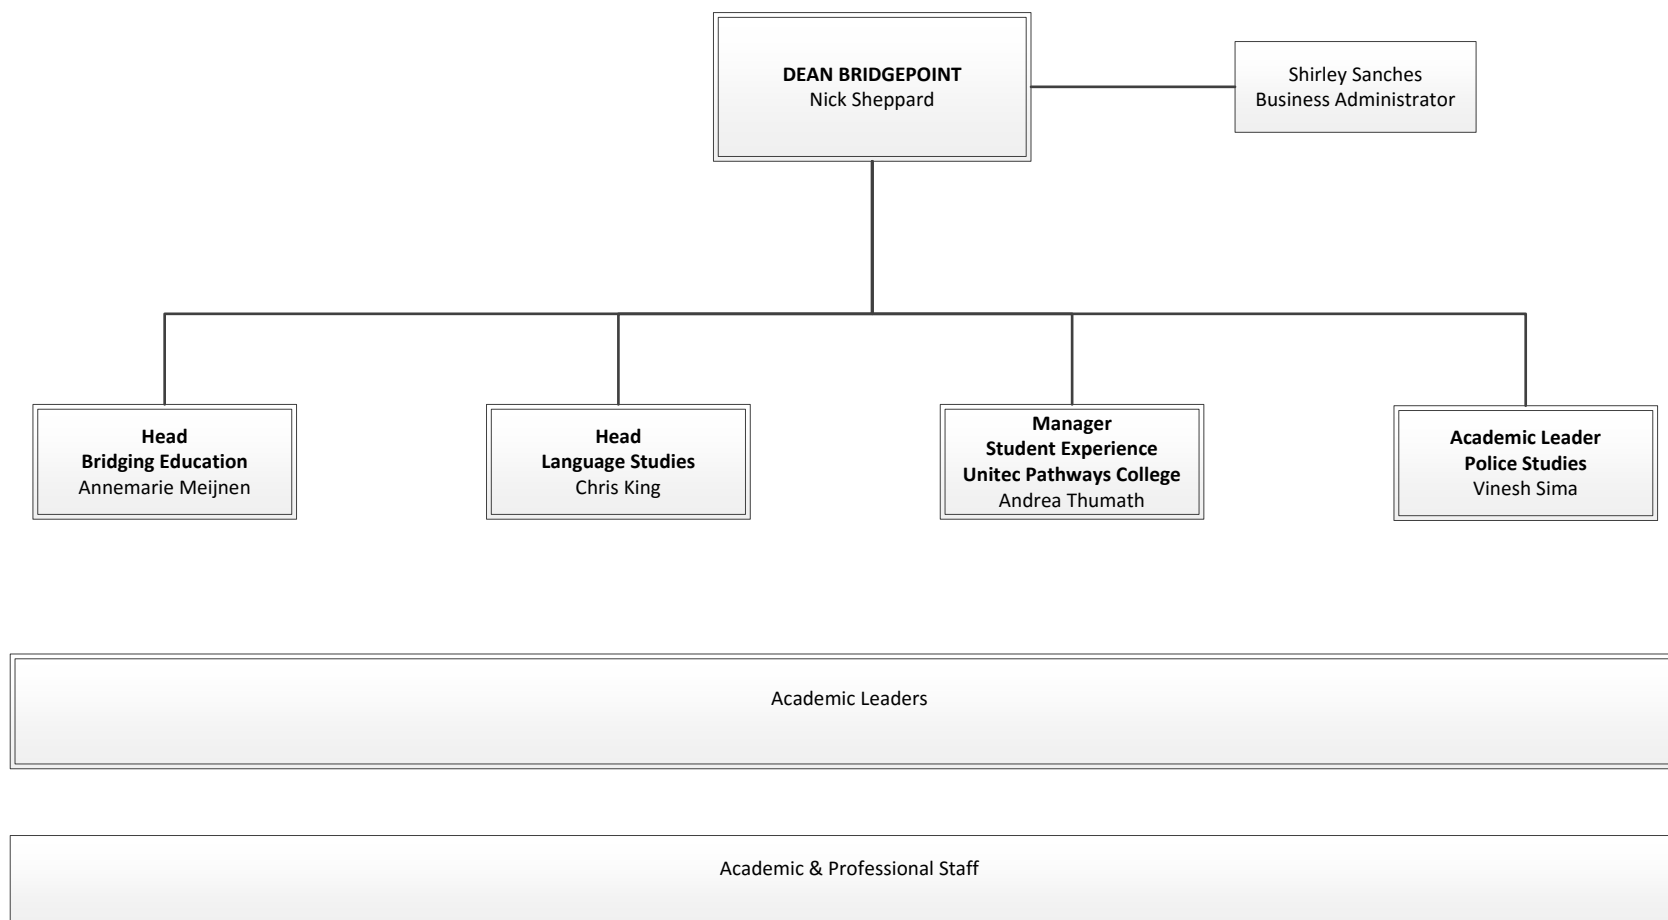 DEAN BRIDGEPOINT
Nick Sheppard
Shirley Sanches
Business Administrator
Head
Bridging Education
Annemarie Meijnen
Head
Language Studies
Chris King
Manager
Student Experience
Unitec Pathways College
Andrea Thumath
Academic Leader
Police Studies
Vinesh Sima
Academic Leaders
Academic & Professional Staff